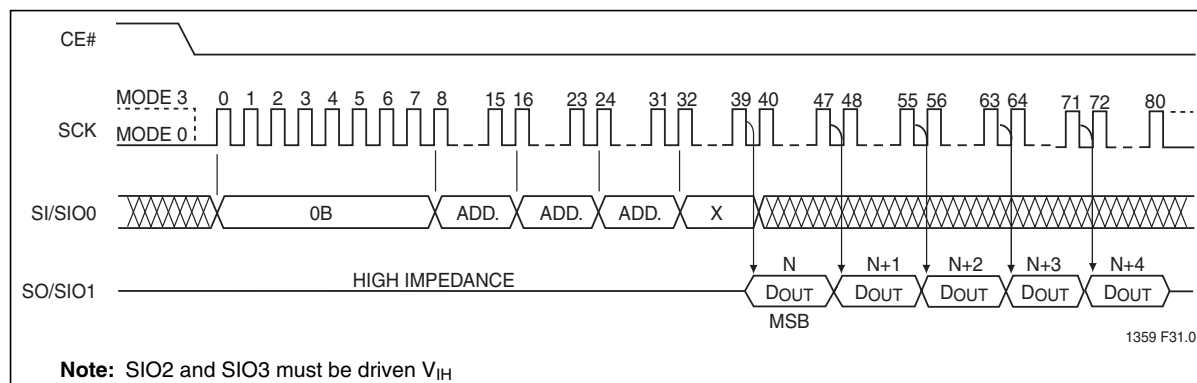 CE#
MODE 3
0 1 2 3 4 5 6 7 8 15 16 23 24 31 32 39 40 47 48 55 56 63 64 71 72 80
SCK
MODE 0
SI/SIO0
0B ADD. ADD. ADD. X
N N+1 N+2 N+3 N+4
HIGH IMPEDANCE
SO/SIO1
DOUT DOUT DOUT DOUT DOUT
MSB
1359 F31.0
Note: SIO2 and SIO3 must be driven VIH